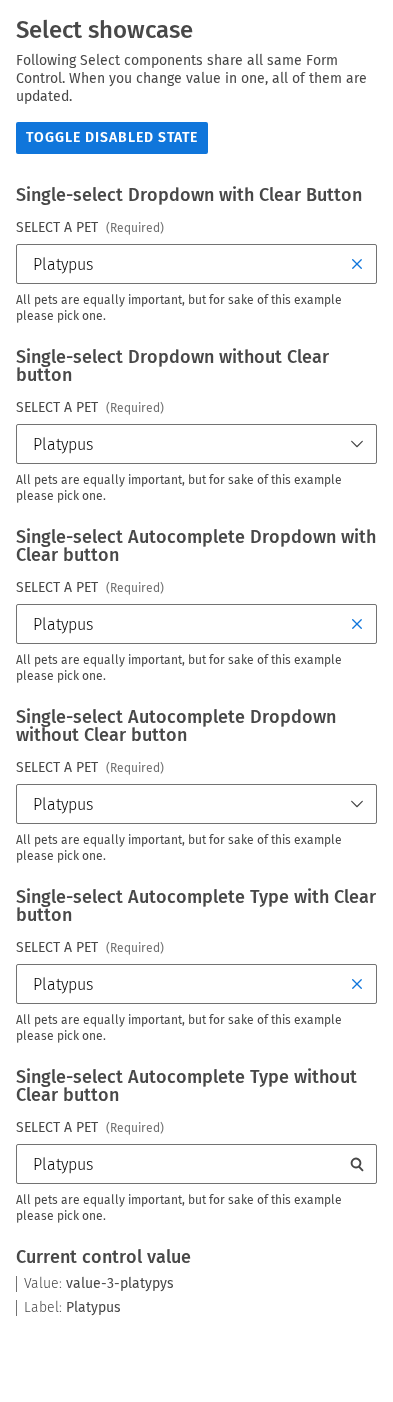 Select showcase
Following Select components share all same Form
Control. When you change value in one, all of them are
updated.
TOGGLE DISABLED STATE
Single-select Dropdown with Clear Button
SELECT A PET (Required)
Platypus
All pets are equally important, but for sake of this example
please pick one.
Single-select Dropdown without Clear
button
SELECT A PET (Required)
Platypus
All pets are equally important, but for sake of this example
please pick one.
Single-select Autocomplete Dropdown with
Clear button
SELECT A PET (Required)
Platypus
All pets are equally important, but for sake of this example
please pick one.
Single-select Autocomplete Dropdown
without Clear button
SELECT A PET (Required)
Platypus
All pets are equally important, but for sake of this example
please pick one.
Single-select Autocomplete Type with Clear
button
SELECT A PET (Required)
Platypus
All pets are equally important, but for sake of this example
please pick one.
Single-select Autocomplete Type without
Clear button
SELECT A PET (Required)
Platypus
All pets are equally important, but for sake of this example
please pick one.
Current control value
Value: value-3-platypys
Label: Platypus